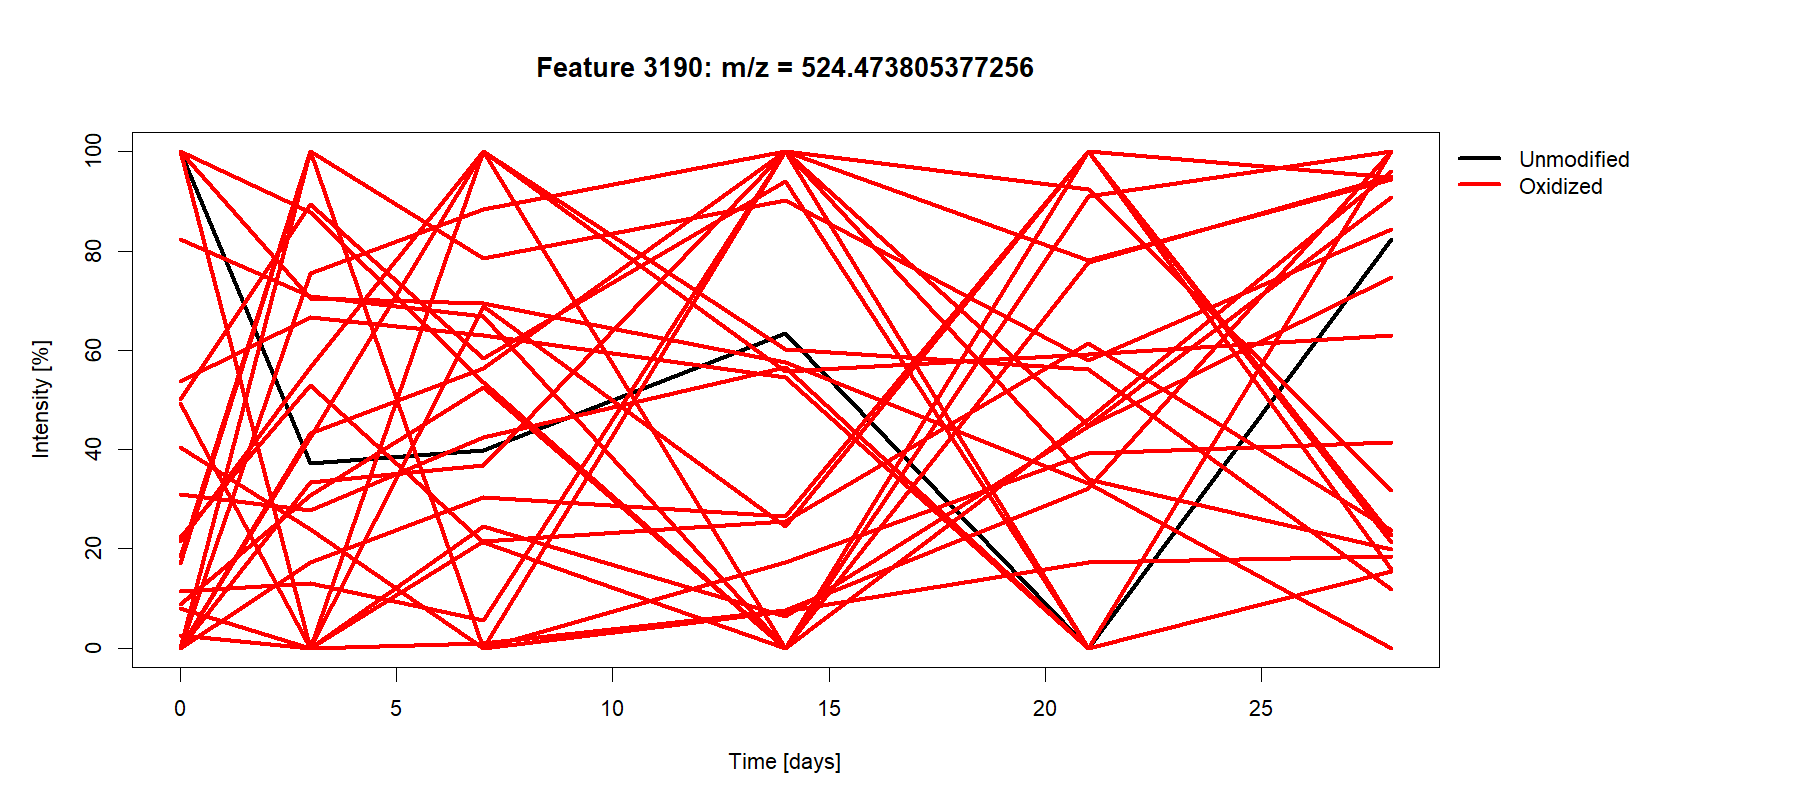 Feature 3190: m/z = 524.473805377256
Unmodified
Oxidized
Intensity [%]
100
80
60
40
20
0
0 5 10 15 20 25
Time [days]